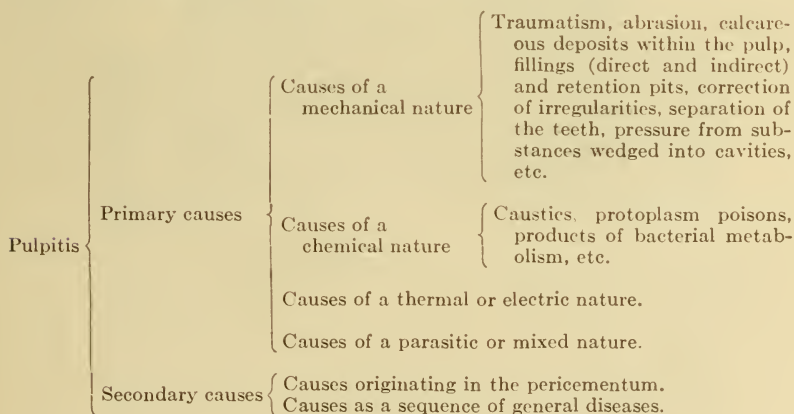 Pulpitis
Primary causes
Causes of a
mechanical nature
Traumatism, abrasion, calcare-
ous deposits within the pulp,
fillings (direct and indirect)
and retention pits, correction
of irregularities, separation of
the teeth, pressure from sub-
stances wedged into cavities,
etc.
Causes of a
chemical nature
Caustics, protoplasm poisons,
products of bacterial metab-
olism, etc.
Causes of a thermal or electric nature.
Causes of a parasitic or mixed nature.
Secondary causes
Causes originating in the pericementum.
Causes as a sequence of general diseases.